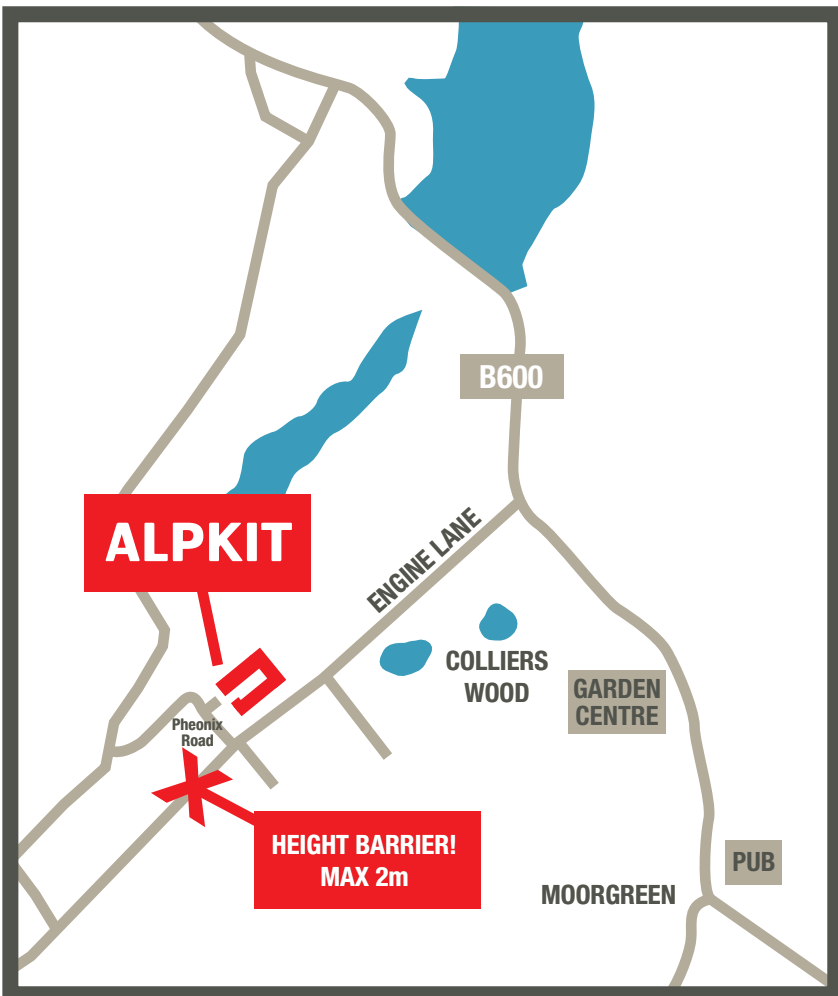 B600
ALPKIT
ENGINE LANE
COLLIERS
WOOD
GARDEN
CENTRE
Pheonix
Road
HEIGHT BARRIER!
MAX 2m
PUB
MOORGREEN